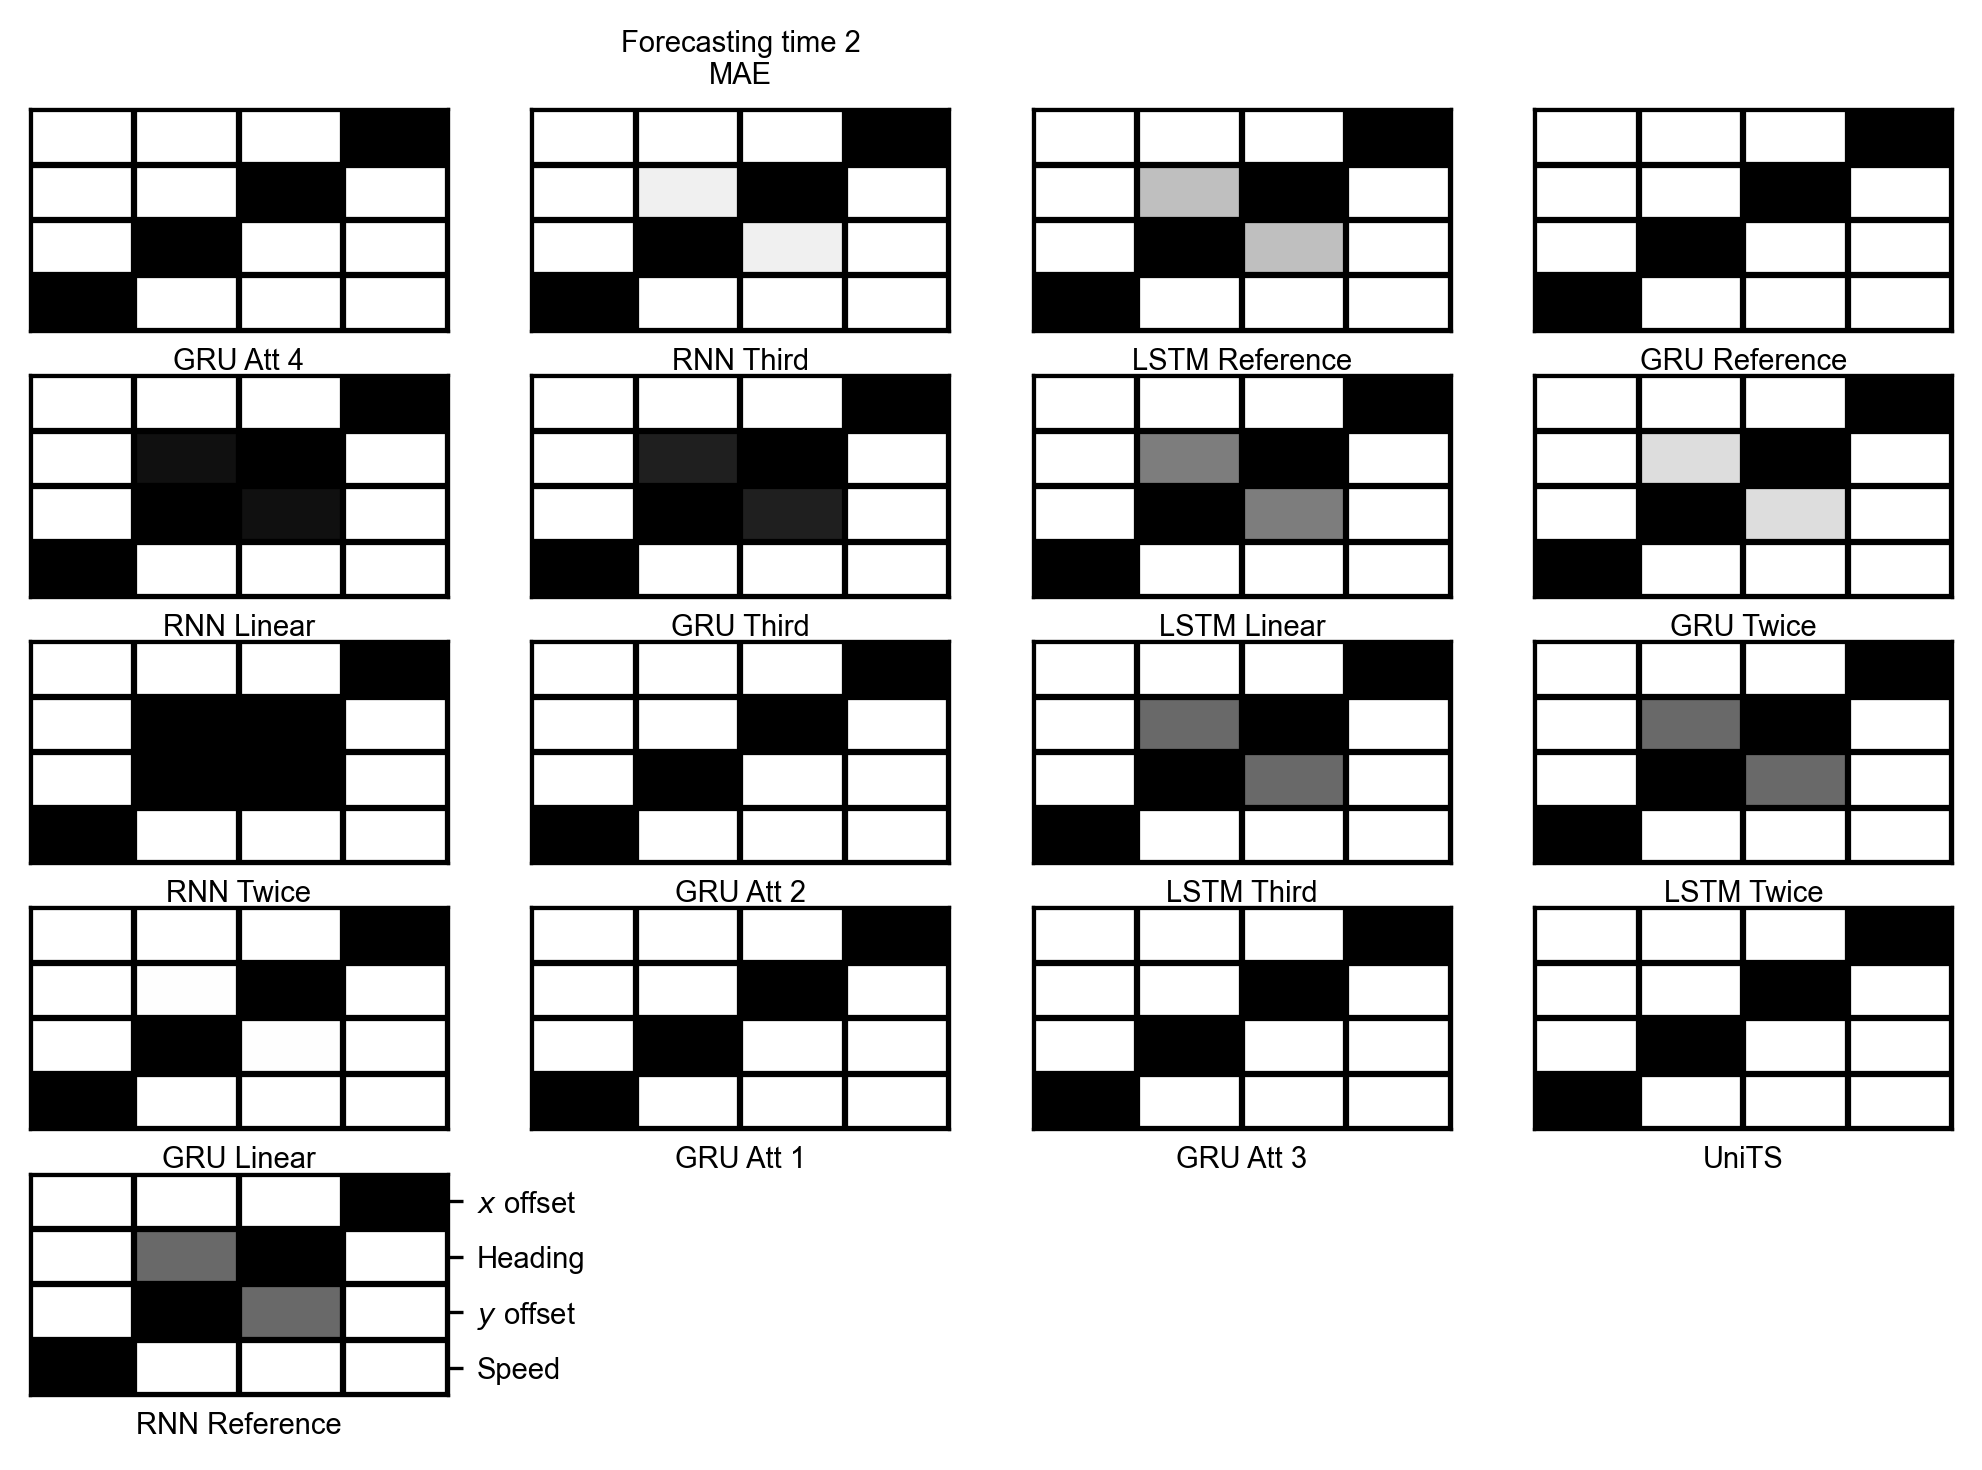 Forecasting time 2
MAE
GRU Att 4
RNN Third
LSTM Reference
GRU Reference
RNN Linear
GRU Third
LSTM Linear
GRU Twice
RNN Twice
GRU Att 2
LSTM Third
LSTM Twice
GRU Linear
GRU Att 1
GRU Att 3
UniTS
x offset
Heading
y offset
Speed
RNN Reference